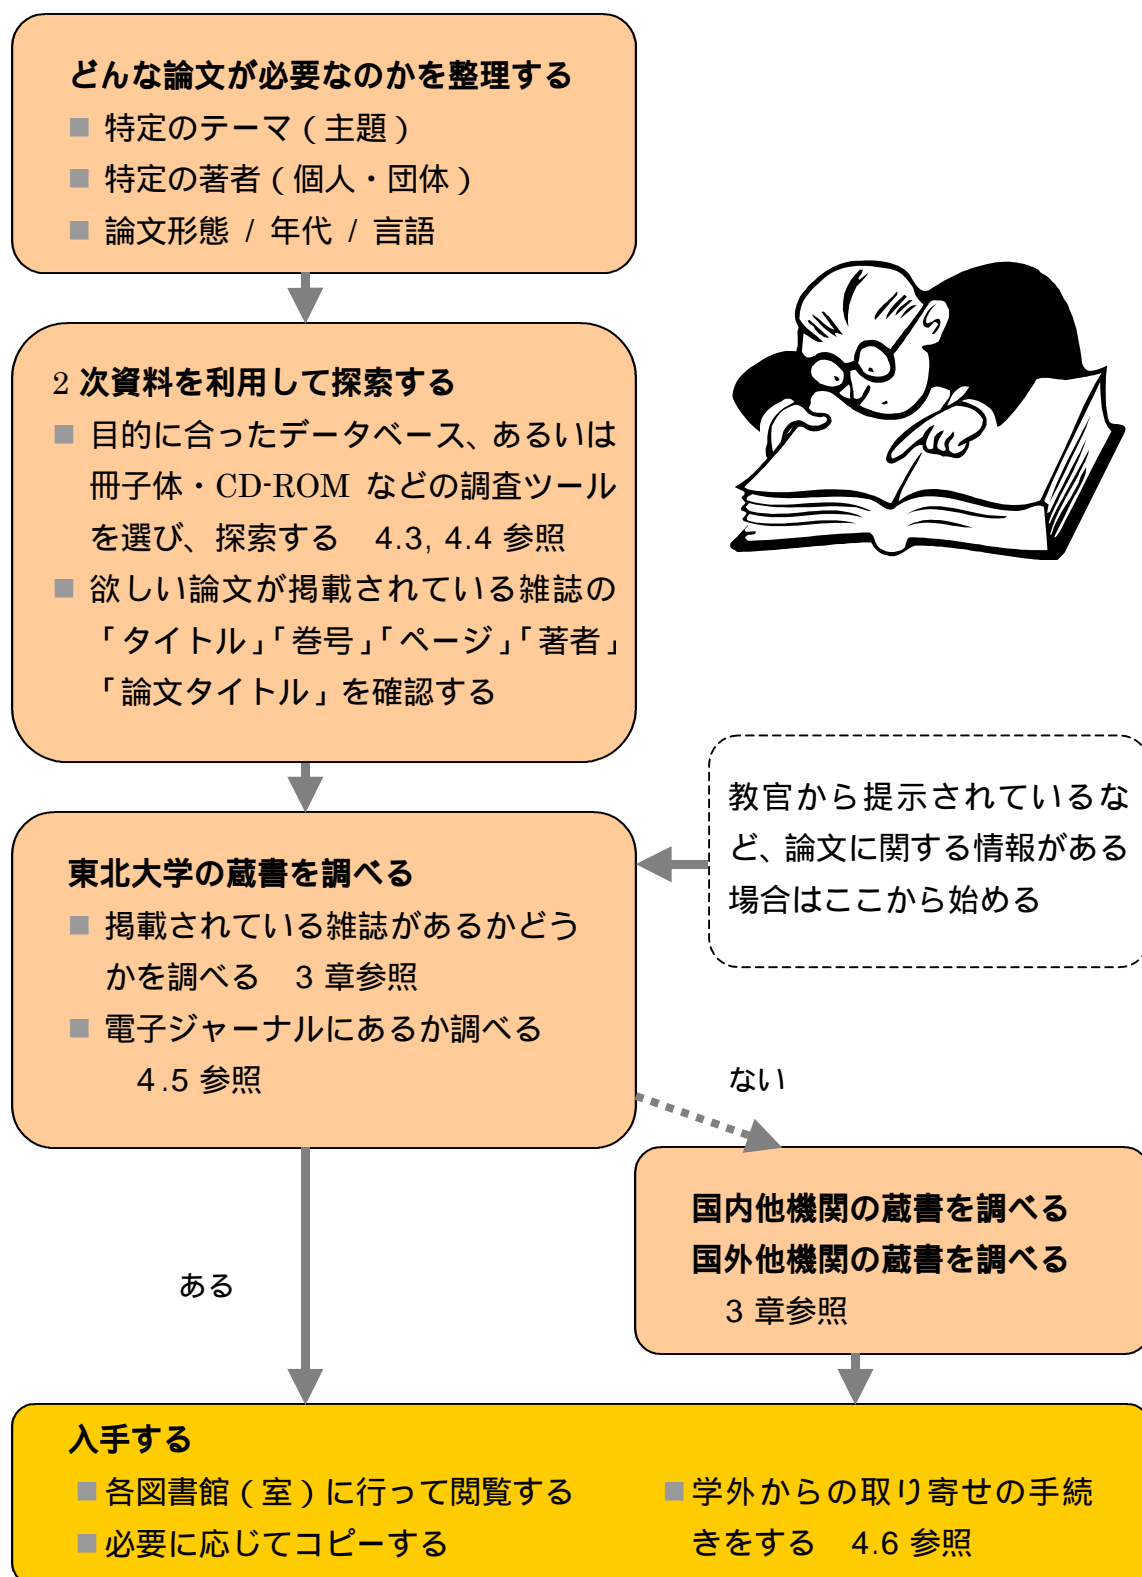 どんな論文が必要なのかを整理する
■ 特定のテーマ（主題）
■ 特定の著者（個人・団体）
■ 論文形態 / 年代 / 言語
2 次資料を利用して探索する
■ 目的に合ったデータベース、あるいは
冊子体・CD-ROM などの調査ツール
を選び、探索する　4.3, 4.4 参照
■ 欲しい論文が掲載されている雑誌の
「タイトル」「巻号」「ページ」「著者」
「論文タイトル」を確認する
教官から提示されているな
ど、論文に関する情報がある
場合はここから始める
東北大学の蔵書を調べる
■ 掲載されている雑誌があるかどう
かを調べる　3 章参照
■ 電子ジャーナルにあるか調べる
4.5 参照
ない
国内他機関の蔵書を調べる
国外他機関の蔵書を調べる
3 章参照
ある
入手する
■ 各図書館（室）に行って閲覧する
■ 必要に応じてコピーする
■ 学外からの取り寄せの手続
きをする　4.6 参照